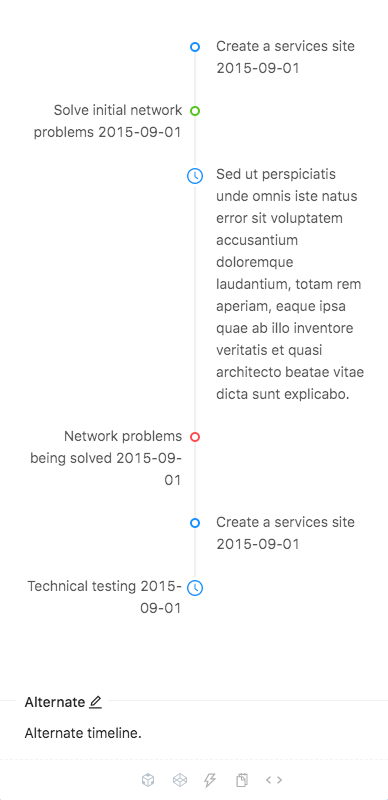 Create a services site
2015-09-01
Solve initial network
problems 2015-09-01
Sed ut perspiciatis
unde omnis iste natus
error sit voluptatem
accusantium
doloremque
laudantium, totam rem
aperiam, eaque ipsa
quae ab illo inventore
veritatis et quasi
architecto beatae vitae
dicta sunt explicabo.
Network problems
being solved 2015-09-
01
Create a services site
2015-09-01
Technical testing 2015-
09-01
Alternate
Alternate timeline.